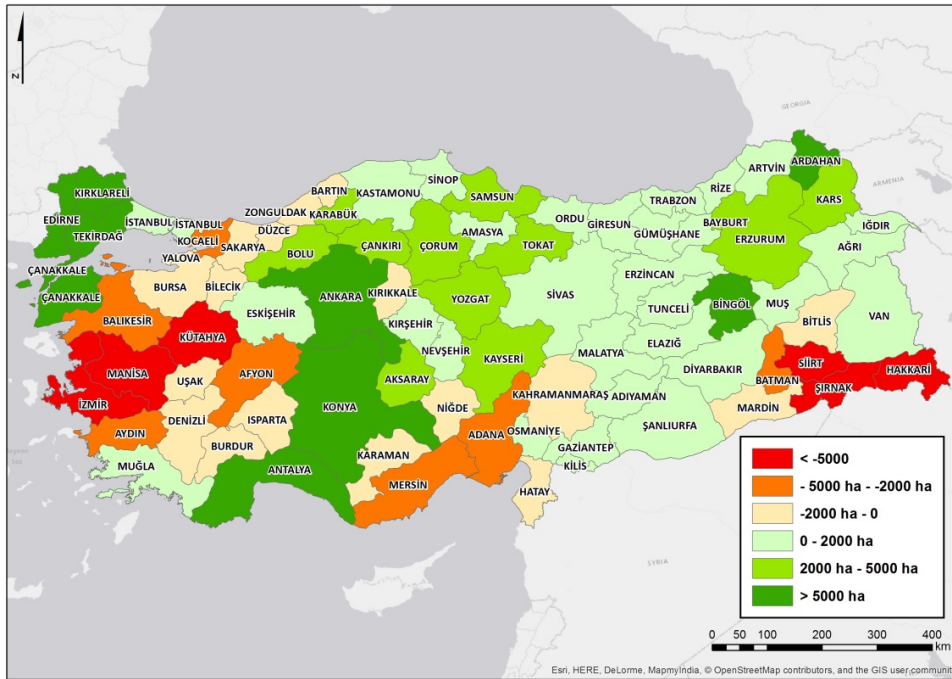 N
GEORGIA
ARMENIA
SYRIA
KIRKLARELİ
EDİRNE
TEKİRDAĞ
İSTANBUL
İSTANBUL
KOCAELİ
YALOVA
SAKARYA
DÜZCE
ZONGULDAK
BARTIN
KARABÜK
KASTAMONU
SİNOP
SAMSUN
ORDU
GİRESUN
TRABZON
RİZE
ARTVİN
ARDAHAN
KARS
IĞDIR
AĞRI
ERZURUM
BAYBURT
GÜMÜŞHANE
ÇANAKKALE
ÇANAKKALE
BALIKESİR
BURSA
BİLECİK
BOLU
ÇANKIRI
ÇORUM
AMASYA
TOKAT
ESKİŞEHİR
ANKARA
KIRIKKALE
YOZGAT
SİVAS
ERZİNCAN
TUNCELİ
BİNGÖL
MUŞ
BİTLİS
VAN
KÜTAHYA
MANİSA
İZMİR
UŞAK
AFYON
KIRŞEHİR
NEVŞEHİR
KAYSERİ
MALATYA
ELAZIĞ
DİYARBAKIR
BATMAN
SİİRT
ŞIRNAK
HAKKARİ
AYDIN
DENİZLİ
ISPARTA
BURDUR
MUĞLA
ANTALYA
KONYA
AKSARAY
NİĞDE
KARAMAN
MERSİN
ADANA
OSMANİYE
KAHRAMANMARAŞ
ADIYAMAN
GAZİANTEP
KİLİS
HATAY
ŞANLIURFA
MARDİN
< -5000
- 5000 ha - -2000 ha
-2000 ha - 0
0 - 2000 ha
2000 ha - 5000 ha
> 5000 ha
0 50 100 200 300 400
km
Esri, HERE, DeLorme, MapmyIndia, © OpenStreetMap contributors, and the GIS user communit